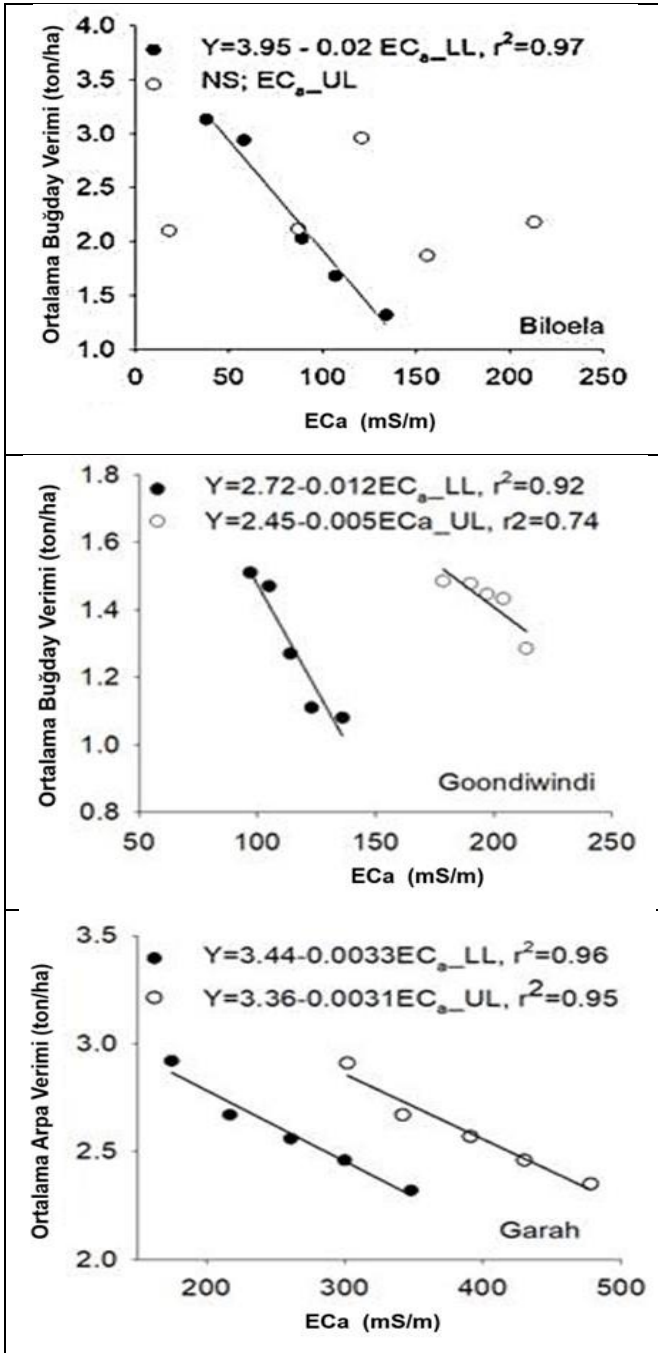 Y=3.95 - 0.02 ECa_LL, r²=0.97
NS; ECa_UL
Ortalama Buğday Verimi (ton/ha)
4.0
3.5
3.0
2.5
2.0
1.5
1.0
0 50 100 150 200 250
Biloela
ECa (mS/m)
Y=2.72-0.012ECa_LL, r²=0.92
Y=2.45-0.005ECa_UL, r2=0.74
Ortalama Buğday Verimi (ton/ha)
1.8
1.6
1.4
1.2
1.0
0.8
50 100 150 200 250
Goondiwindi
ECa (mS/m)
Y=3.44-0.0033ECa_LL, r²=0.96
Y=3.36-0.0031ECa_UL, r²=0.95
Ortalama Arpa Verimi (ton/ha)
3.5
3.0
2.5
2.0
200 300 400 500
Garah
ECa (mS/m)